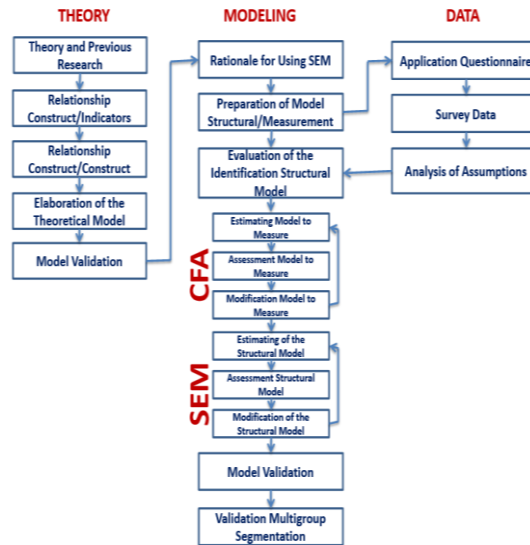 THEORY
Theory and Previous
Research
Relationship
Construct/Indicators
Relationship
Construct/Construct
Elaboration of the
Theoretical Model
Model Validation
MODELING
Rationale for Using SEM
Preparation of Model
Structural/Measurement
Evaluation of the
Identification Structural
Model
CFA
Estimating Model to
Measure
Assessment Model to
Measure
Modification Model to
Measure
SEM
Estimating of the
Structural Model
Assessment Structural
Model
Modification of the
Structural Model
Model Validation
Validation Multigroup
Segmentation
DATA
Application Questionnaire
Survey Data
Analysis of Assumptions